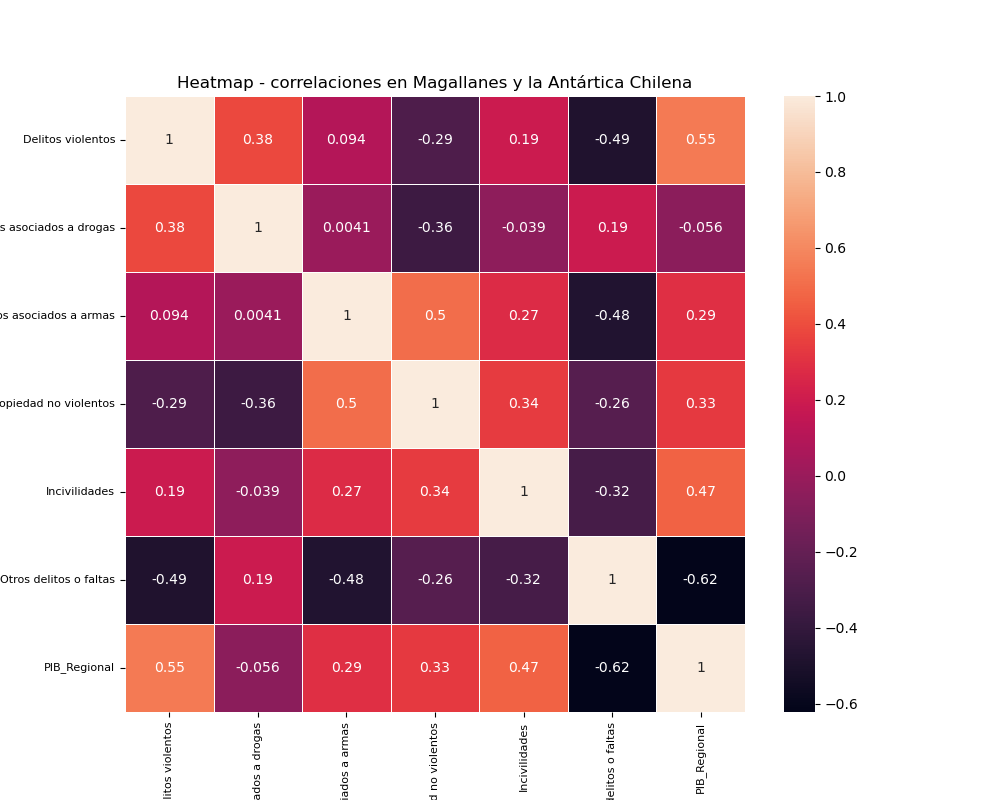 Heatmap - correlaciones en Magallanes y la Antártica Chilena
Delitos violentos 1 0.38 0.094 -0.29 0.19 -0.49 0.55
s asociados a drogas 0.38 1 0.0041 -0.36 -0.039 0.19 -0.056
os asociados a armas 0.094 0.0041 1 0.5 0.27 -0.48 0.29
opiedad no violentos -0.29 -0.36 0.5 1 0.34 -0.26 0.33
Incivilidades 0.19 -0.039 0.27 0.34 1 -0.32 0.47
Otros delitos o faltas -0.49 0.19 -0.48 -0.26 -0.32 1 -0.62
PIB_Regional 0.55 -0.056 0.29 0.33 0.47 -0.62 1
litos violentos
ados a drogas
iados a armas
d no violentos
Incivilidades
delitos o faltas
PIB_Regional
1.0
0.8
0.6
0.4
0.2
0.0
−0.2
−0.4
−0.6